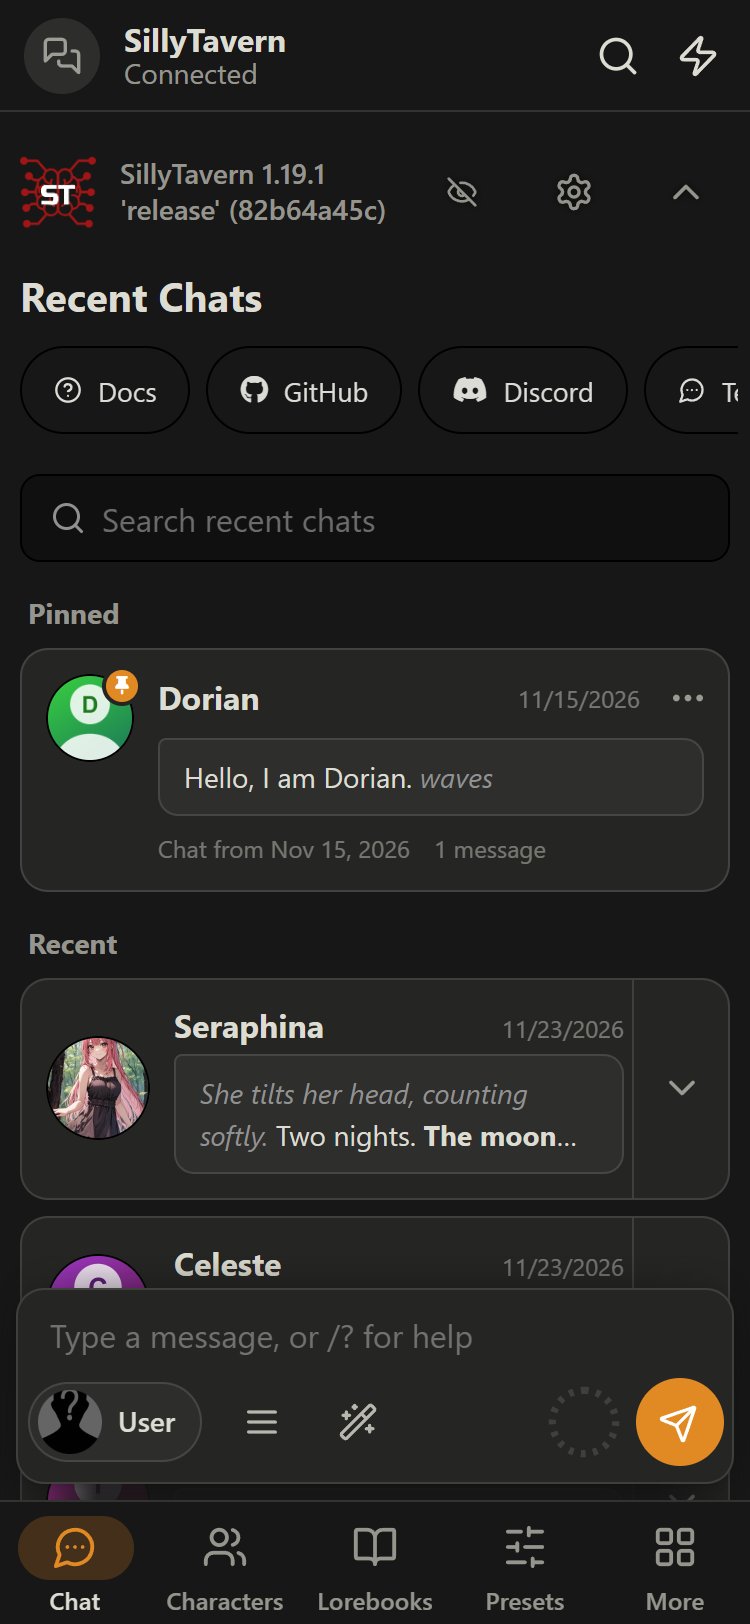 SillyTavern
Connected
ST
SillyTavern 1.19.1
'release' (82b64a45c)
Recent Chats
Docs
GitHub
Discord
Search recent chats
Pinned
D
Dorian
11/15/2026
Hello, I am Dorian. waves
Chat from Nov 15, 2026
1 message
Recent
Seraphina
11/23/2026
She tilts her head, counting
softly. Two nights. The moon...
Celeste
11/23/2026
Type a message, or /? for help
?
User
Chat
Characters
Lorebooks
Presets
More